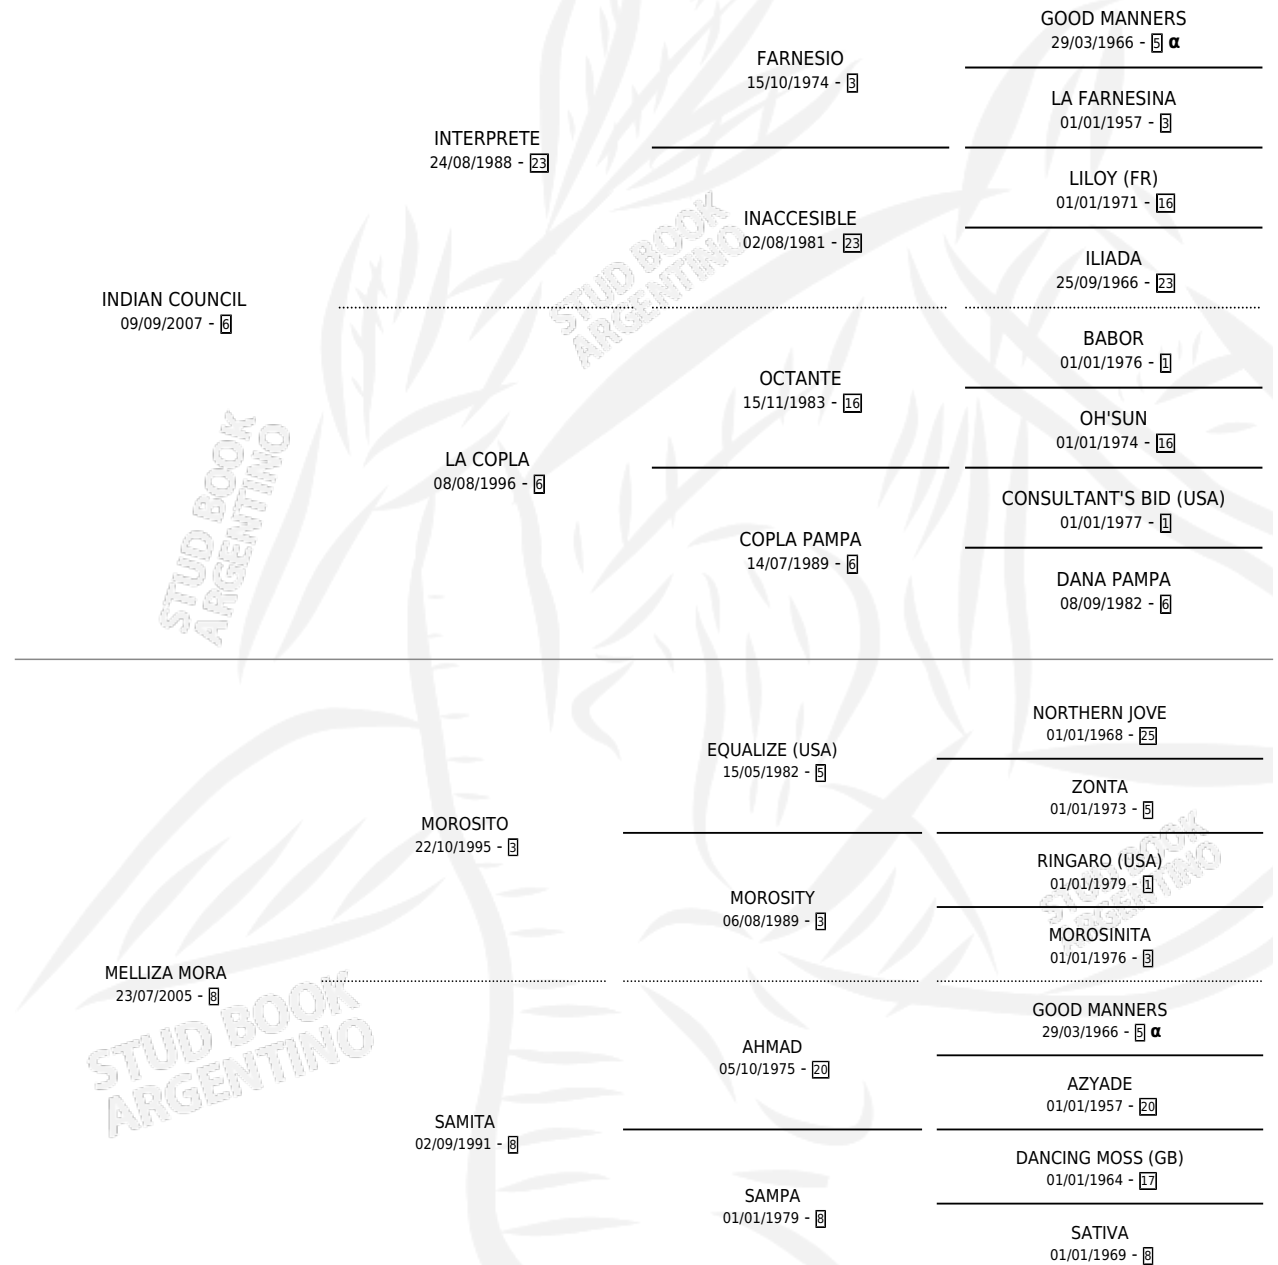 GOOD MANNERS
29/03/1966 - 5 α
FARNESIO
15/10/1974 - 3
LA FARNESINA
01/01/1957 - 3
INTERPRETE
24/08/1988 - 23
LILOY (FR)
01/01/1971 - 16
INACCESIBLE
02/08/1981 - 23
ILIADA
25/09/1966 - 23
INDIAN COUNCIL
09/09/2007 - 6
BABOR
01/01/1976 - 1
OCTANTE
15/11/1983 - 16
OH'SUN
01/01/1974 - 16
LA COPLA
08/08/1996 - 6
CONSULTANT'S BID (USA)
01/01/1977 - 1
COPLA PAMPA
14/07/1989 - 6
DANA PAMPA
08/09/1982 - 6
NORTHERN JOVE
01/01/1968 - 25
EQUALIZE (USA)
15/05/1982 - 5
ZONTA
01/01/1973 - 5
MOROSITO
22/10/1995 - 3
RINGARO (USA)
01/01/1979 - 1
MOROSITY
06/08/1989 - 3
MOROSINITA
01/01/1976 - 3
MELLIZA MORA
23/07/2005 - 8
GOOD MANNERS
29/03/1966 - 5 α
AHMAD
05/10/1975 - 20
AZYADE
01/01/1957 - 20
SAMITA
02/09/1991 - 8
DANCING MOSS (GB)
01/01/1964 - 17
SAMPA
01/01/1979 - 8
SATIVA
01/01/1969 - 8
STUD BOOK
ARGENTINO
STUD BOOK
ARGENTINO
STUD BOOK
ARGENTINO
STUD BOOK
ARGENTINO